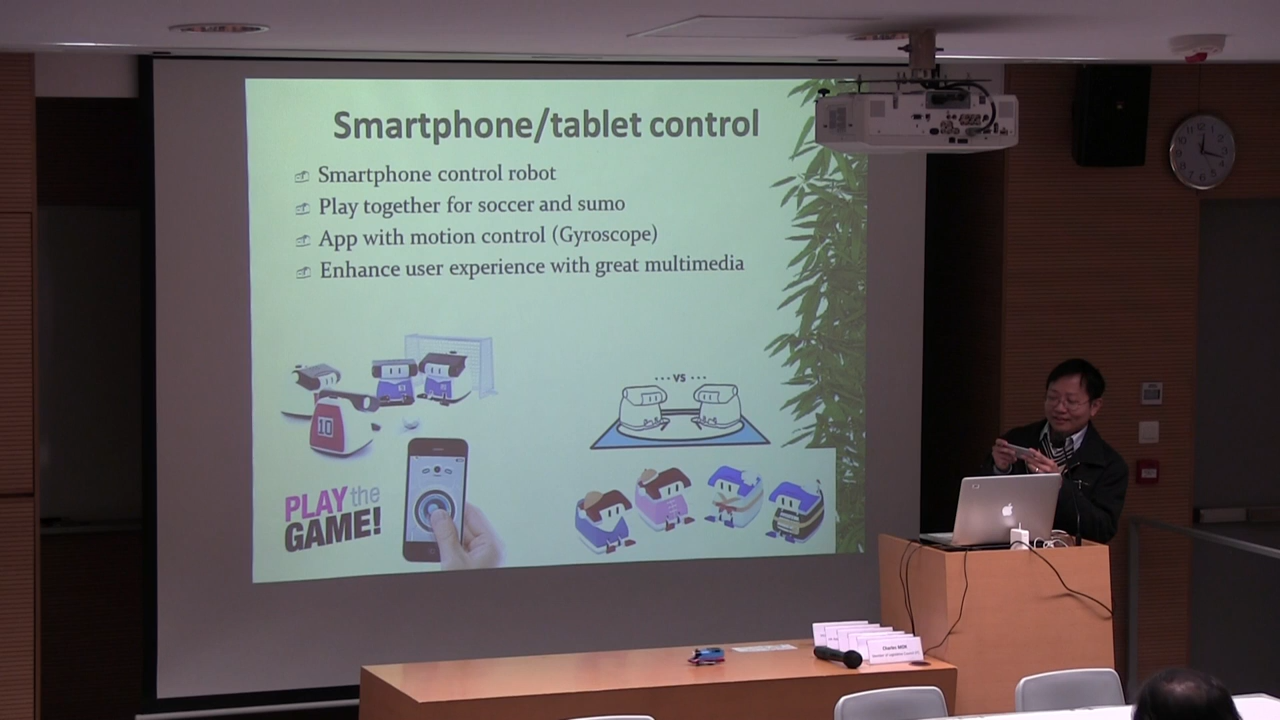 Smartphone/tablet control
Smartphone control robot
Play together for soccer and sumo
App with motion control (Gyroscope)
Enhance user experience with great multimedia
VS
10
PLAY the
GAME!
Charles MOK